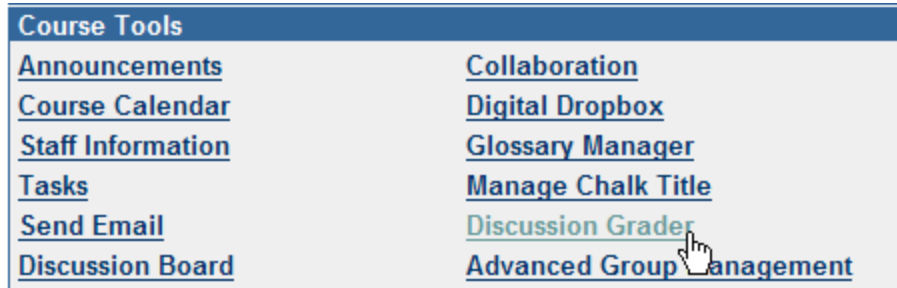 Course Tools
Announcements
Collaboration
Course Calendar
Digital Dropbox
Staff Information
Glossary Manager
Tasks
Manage Chalk Title
Send Email
Discussion Grader
Discussion Board
Advanced Group Management